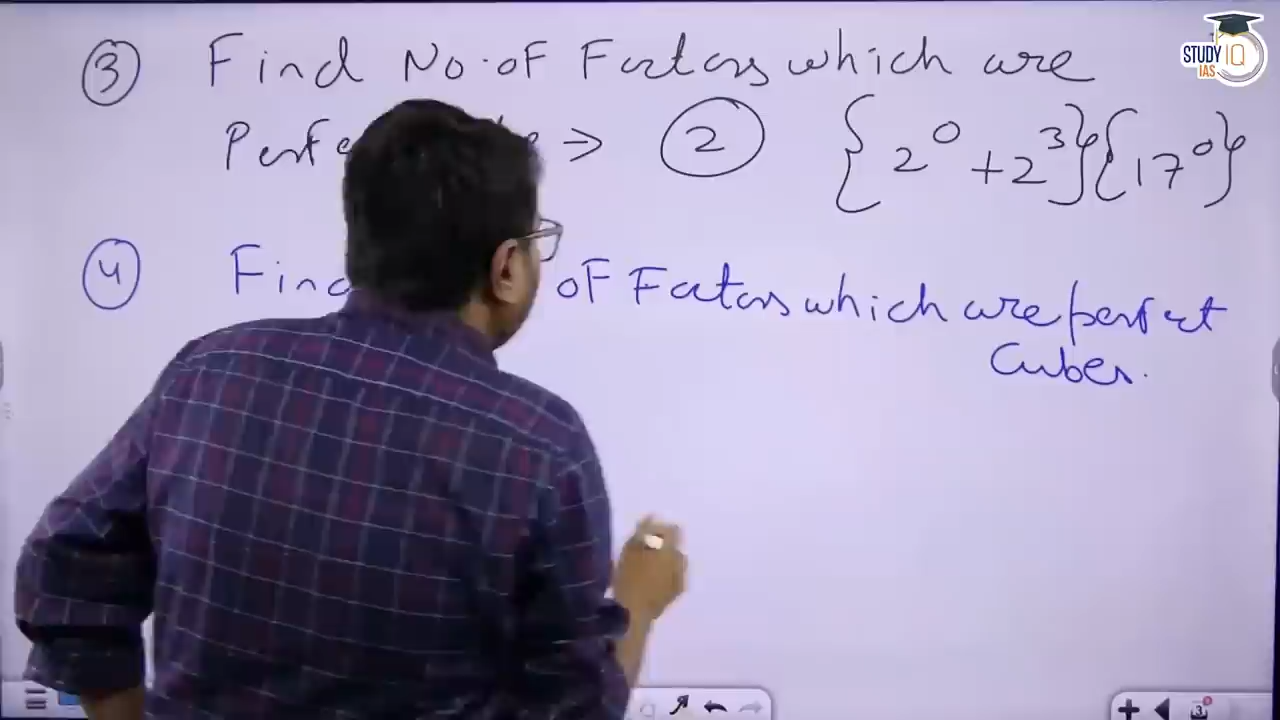 ③ Find No. of Factors which are
Perfe → ② {2⁰ + 2³} {17⁰}
④ Find of Factors which are perfect
Cubes.
STUDY IQ
IAS
3